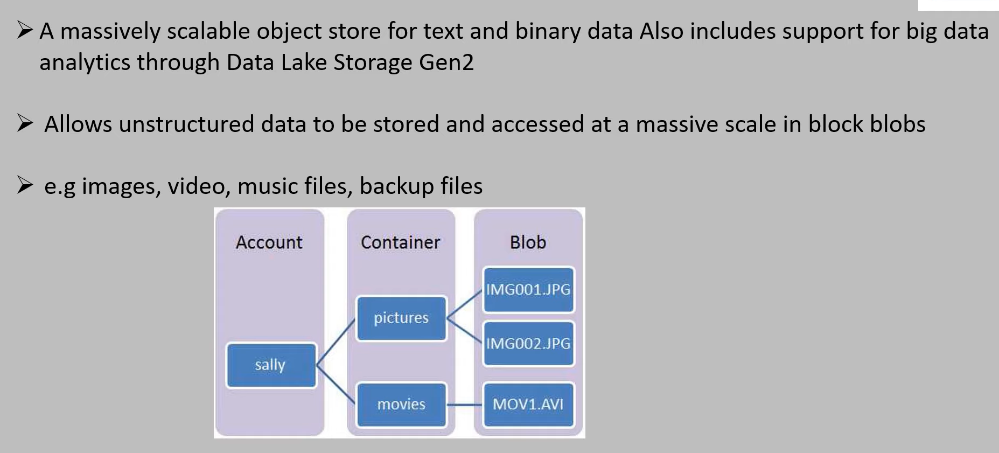 ➢ A massively scalable object store for text and binary data Also includes support for big data
analytics through Data Lake Storage Gen2
➢ Allows unstructured data to be stored and accessed at a massive scale in block blobs
➢ e.g images, video, music files, backup files
Account
Container
Blob
sally
pictures
movies
IMG001.JPG
IMG002.JPG
MOV1.AVI